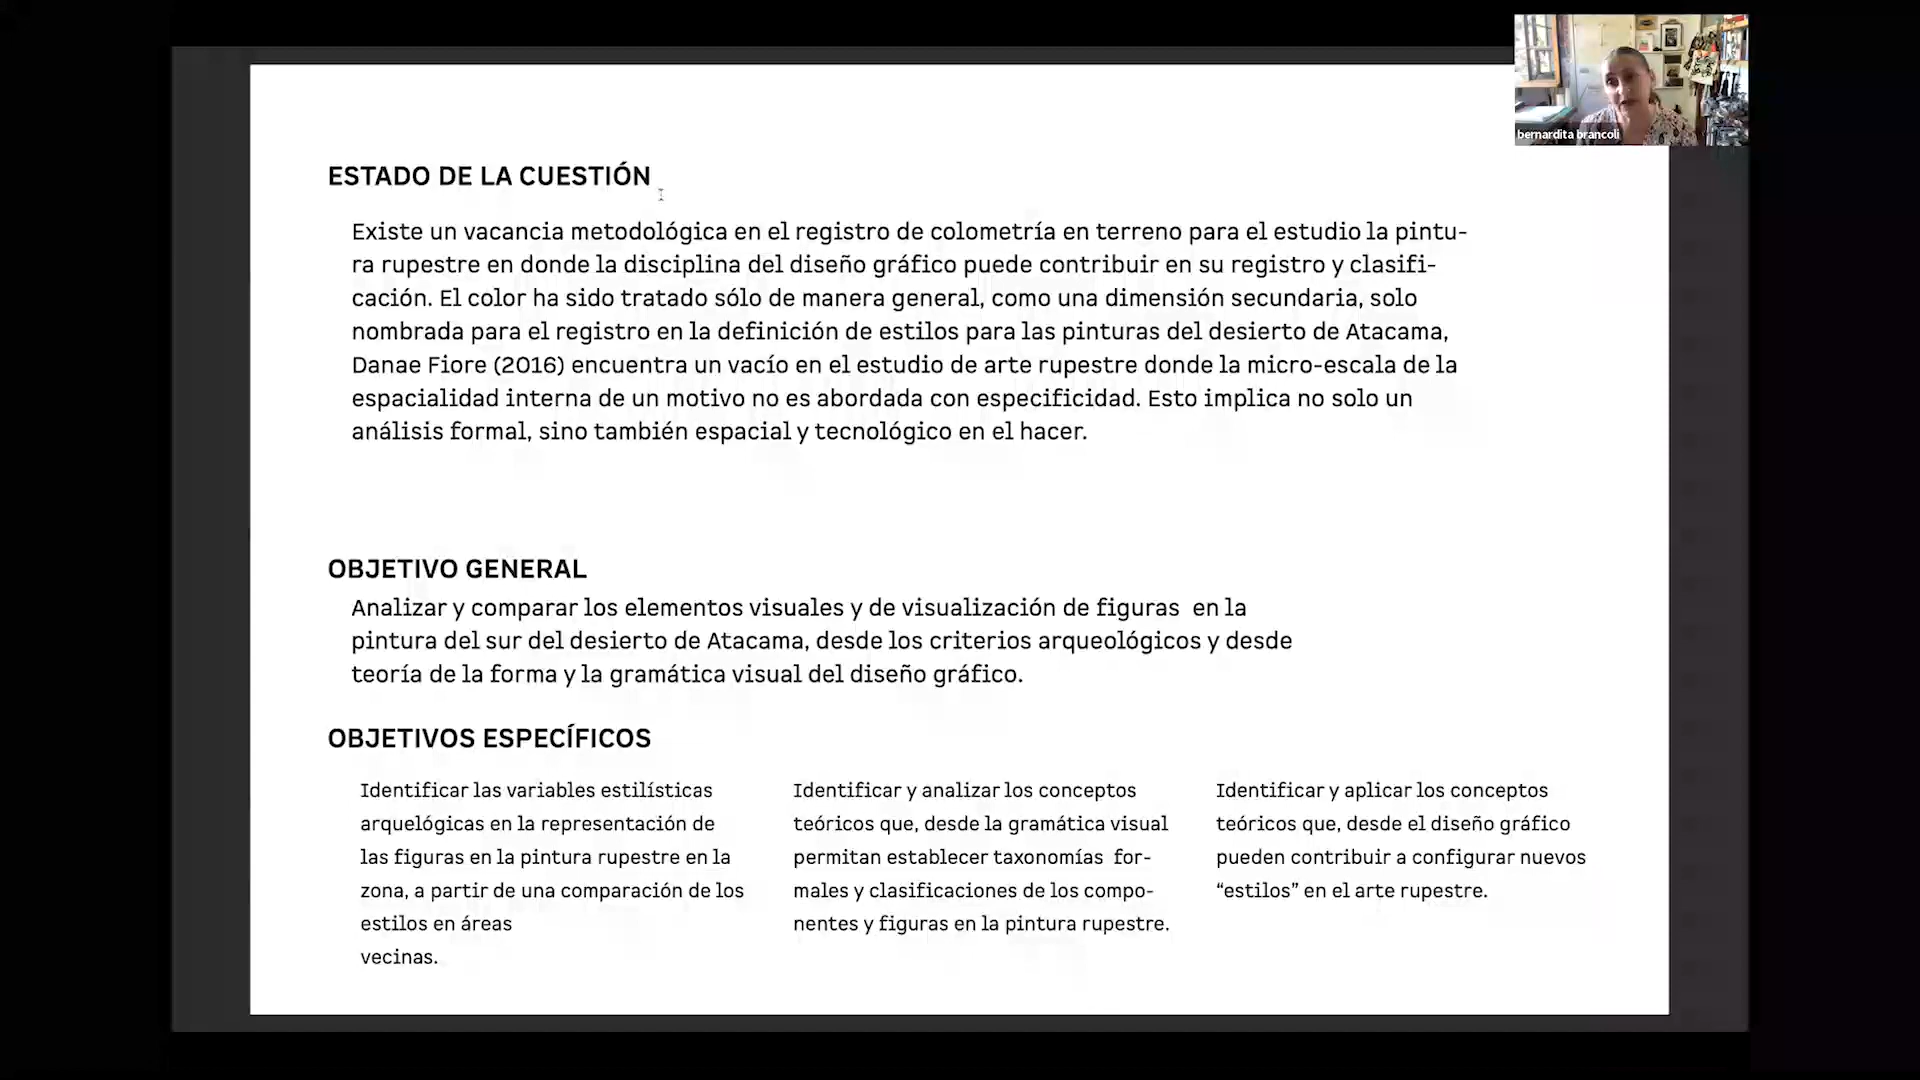 bernardita brancoli
ESTADO DE LA CUESTIÓN
Existe un vacancia metodológica en el registro de colometría en terreno para el estudio la pintu-
ra rupestre en donde la disciplina del diseño gráfico puede contribuir en su registro y clasifi-
cación. El color ha sido tratado sólo de manera general, como una dimensión secundaria, solo
nombrada para el registro en la definición de estilos para las pinturas del desierto de Atacama,
Danae Fiore (2016) encuentra un vacío en el estudio de arte rupestre donde la micro-escala de la
espacialidad interna de un motivo no es abordada con especificidad. Esto implica no solo un
análisis formal, sino también espacial y tecnológico en el hacer.
OBJETIVO GENERAL
Analizar y comparar los elementos visuales y de visualización de figuras  en la
pintura del sur del desierto de Atacama, desde los criterios arqueológicos y desde
teoría de la forma y la gramática visual del diseño gráfico.
OBJETIVOS ESPECÍFICOS
Identificar las variables estilísticas
arquelógicas en la representación de
las figuras en la pintura rupestre en la
zona, a partir de una comparación de los
estilos en áreas
vecinas.
Identificar y analizar los conceptos
teóricos que, desde la gramática visual
permitan establecer taxonomías  for-
males y clasificaciones de los compo-
nentes y figuras en la pintura rupestre.
Identificar y aplicar los conceptos
teóricos que, desde el diseño gráfico
pueden contribuir a configurar nuevos
“estilos” en el arte rupestre.